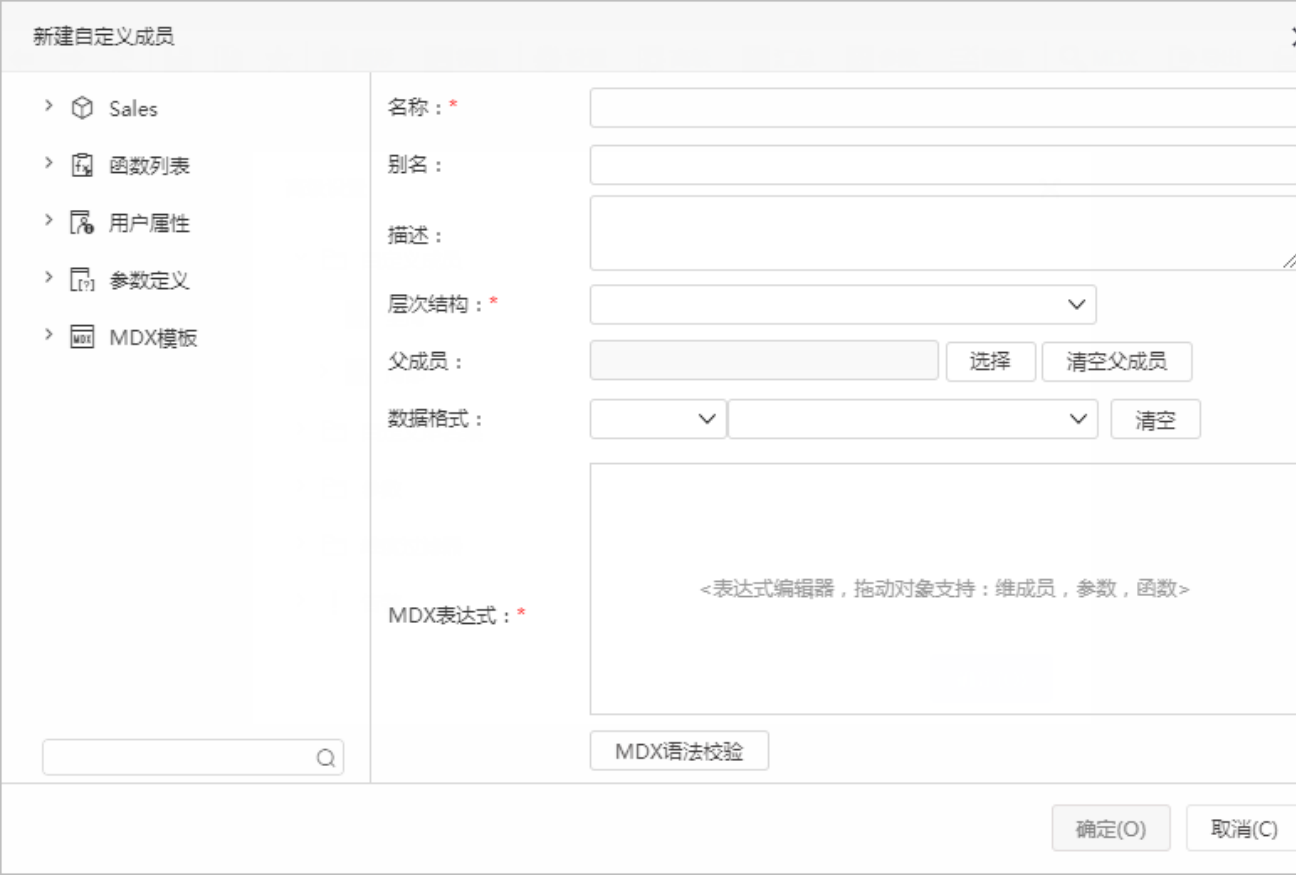 新建自定义成员
Sales
函数列表
用户属性
参数定义
MDX模板
名称：*
别名：
描述：
层次结构：*
父成员：
选择
清空父成员
数据格式：
清空
<表达式编辑器，拖动对象支持：维成员，参数，函数>
MDX表达式：*
MDX语法校验
确定(O)
取消(C)